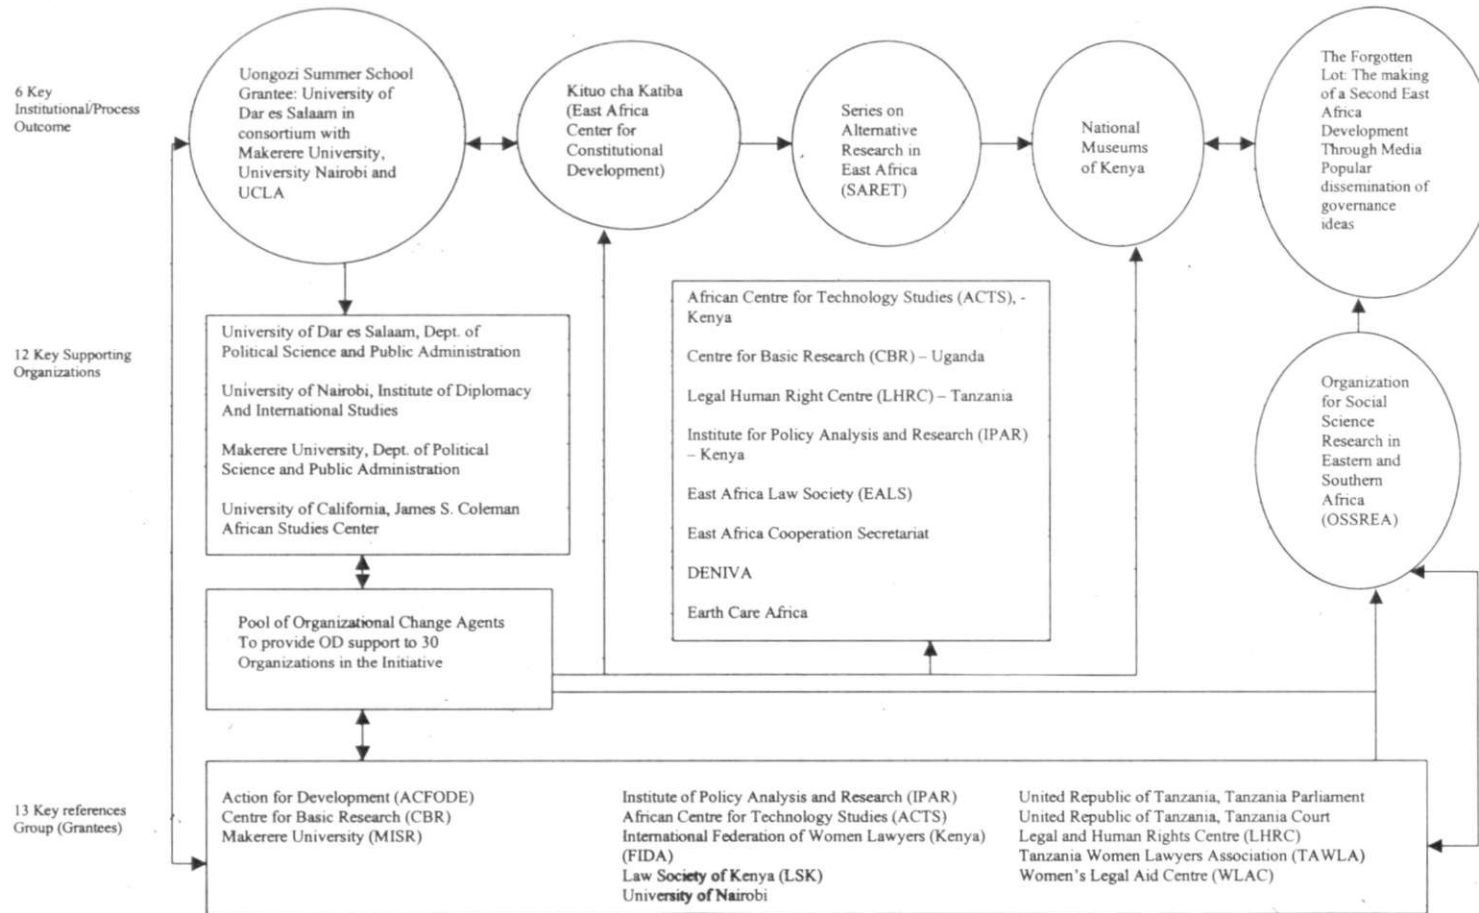 6 Key
Institutional/Process
Outcome
Uongozi Summer School
Grantee: University of
Dar es Salaam in
consortium with
Makerere University,
University Nairobi and
UCLA
Kituo cha Katiba
(East Africa
Center for
Constitutional
Development)
Series on
Alternative
Research in
East Africa
(SARET)
National
Museums
of Kenya
The Forgotten
Lot: The making
of a Second East
Africa
Development
Through Media
Popular
dissemination of
governance
ideas
12 Key Supporting
Organizations
University of Dar es Salaam, Dept. of
Political Science and Public Administration
University of Nairobi, Institute of Diplomacy
And International Studies
Makerere University, Dept. of Political
Science and Public Administration
University of California, James S. Coleman
African Studies Center
African Centre for Technology Studies (ACTS), -
Kenya
Centre for Basic Research (CBR) – Uganda
Legal Human Right Centre (LHRC) – Tanzania
Institute for Policy Analysis and Research (IPAR)
– Kenya
East Africa Law Society (EALS)
East Africa Cooperation Secretariat
DENIVA
Earth Care Africa
Organization
for Social
Science
Research in
Eastern and
Southern
Africa
(OSSREA)
Pool of Organizational Change Agents
To provide OD support to 30
Organizations in the Initiative
13 Key references
Group (Grantees)
Action for Development (ACFODE)
Centre for Basic Research (CBR)
Makerere University (MISR)
Institute of Policy Analysis and Research (IPAR)
African Centre for Technology Studies (ACTS)
International Federation of Women Lawyers (Kenya)
(FIDA)
Law Society of Kenya (LSK)
University of Nairobi
United Republic of Tanzania, Tanzania Parliament
United Republic of Tanzania, Tanzania Court
Legal and Human Rights Centre (LHRC)
Tanzania Women Lawyers Association (TAWLA)
Women's Legal Aid Centre (WLAC)